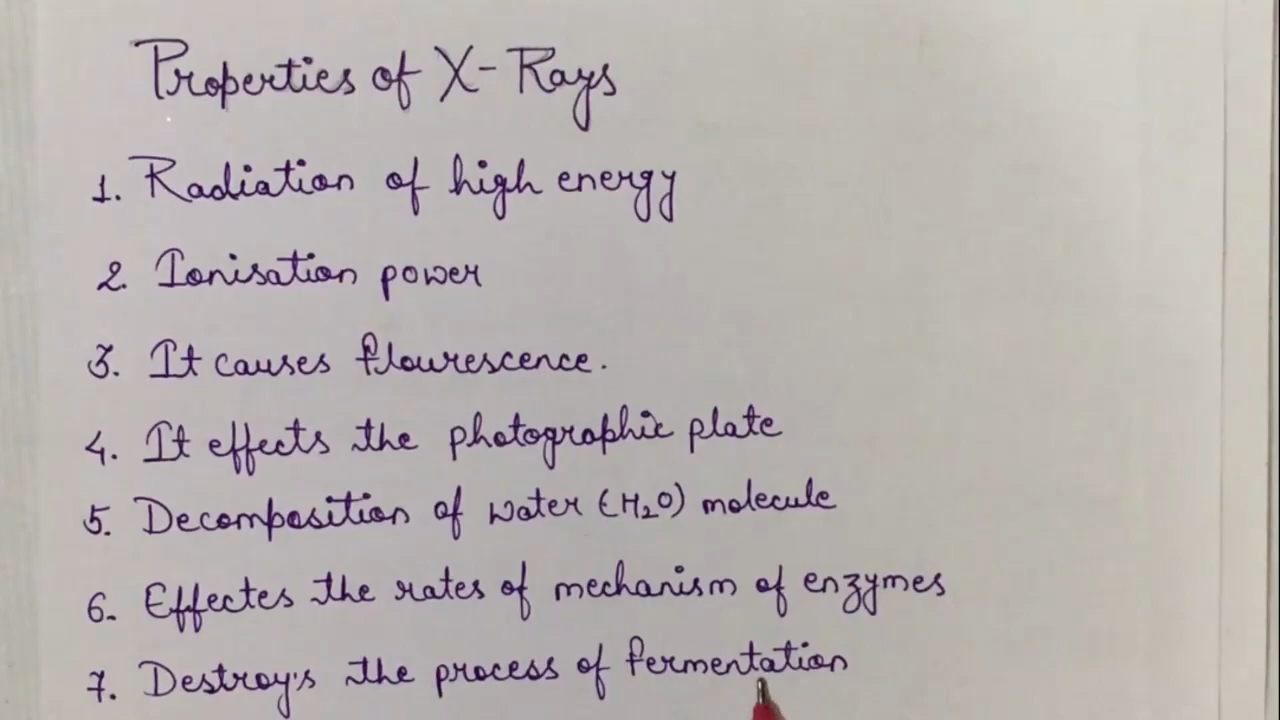 Properties of X-Rays
1. Radiation of high energy
2. Ionisation power
3. It causes flourescence.
4. It effects the photographic plate
5. Decomposition of water (H₂O) molecule
6. Effectes the rates of mechanism of enzymes
7. Destroy's the process of fermentation